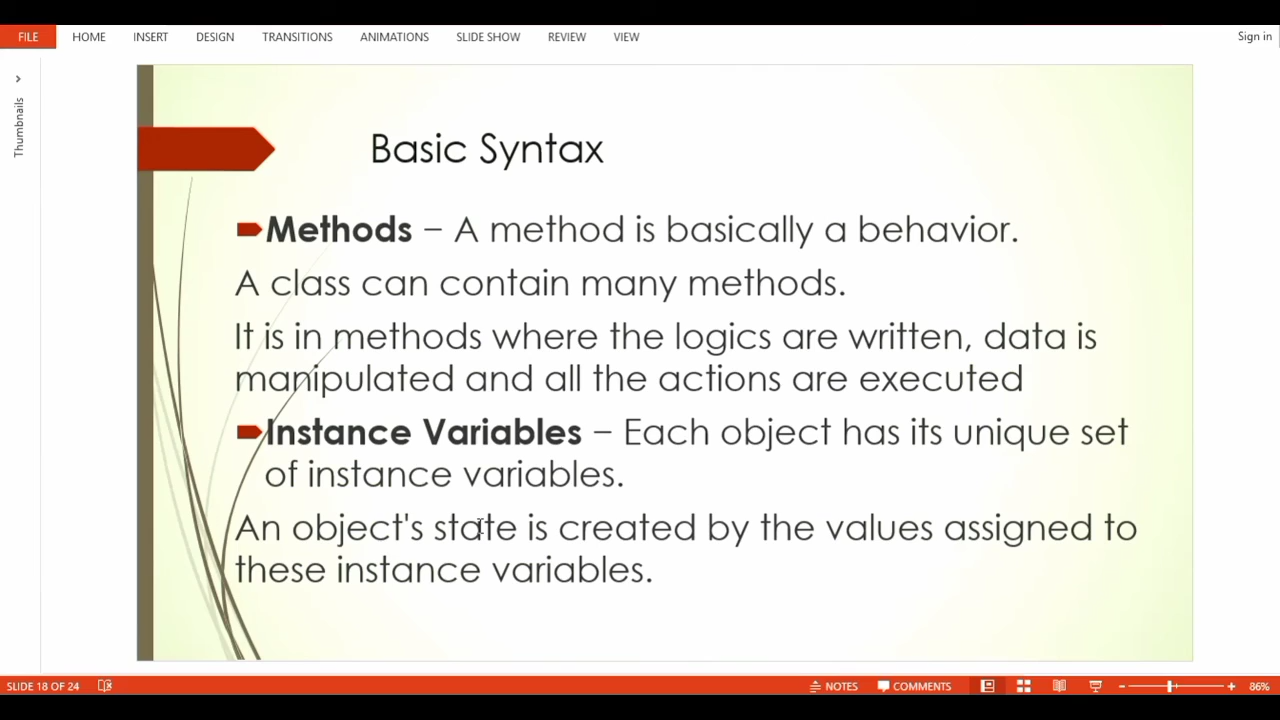 FILE HOME INSERT DESIGN TRANSITIONS ANIMATIONS SLIDE SHOW REVIEW VIEW Sign in
Thumbnails
Basic Syntax
Methods − A method is basically a behavior.
A class can contain many methods.
It is in methods where the logics are written, data is
manipulated and all the actions are executed
Instance Variables − Each object has its unique set
of instance variables.
An object's state is created by the values assigned to
these instance variables.
SLIDE 18 OF 24 NOTES COMMENTS 86%